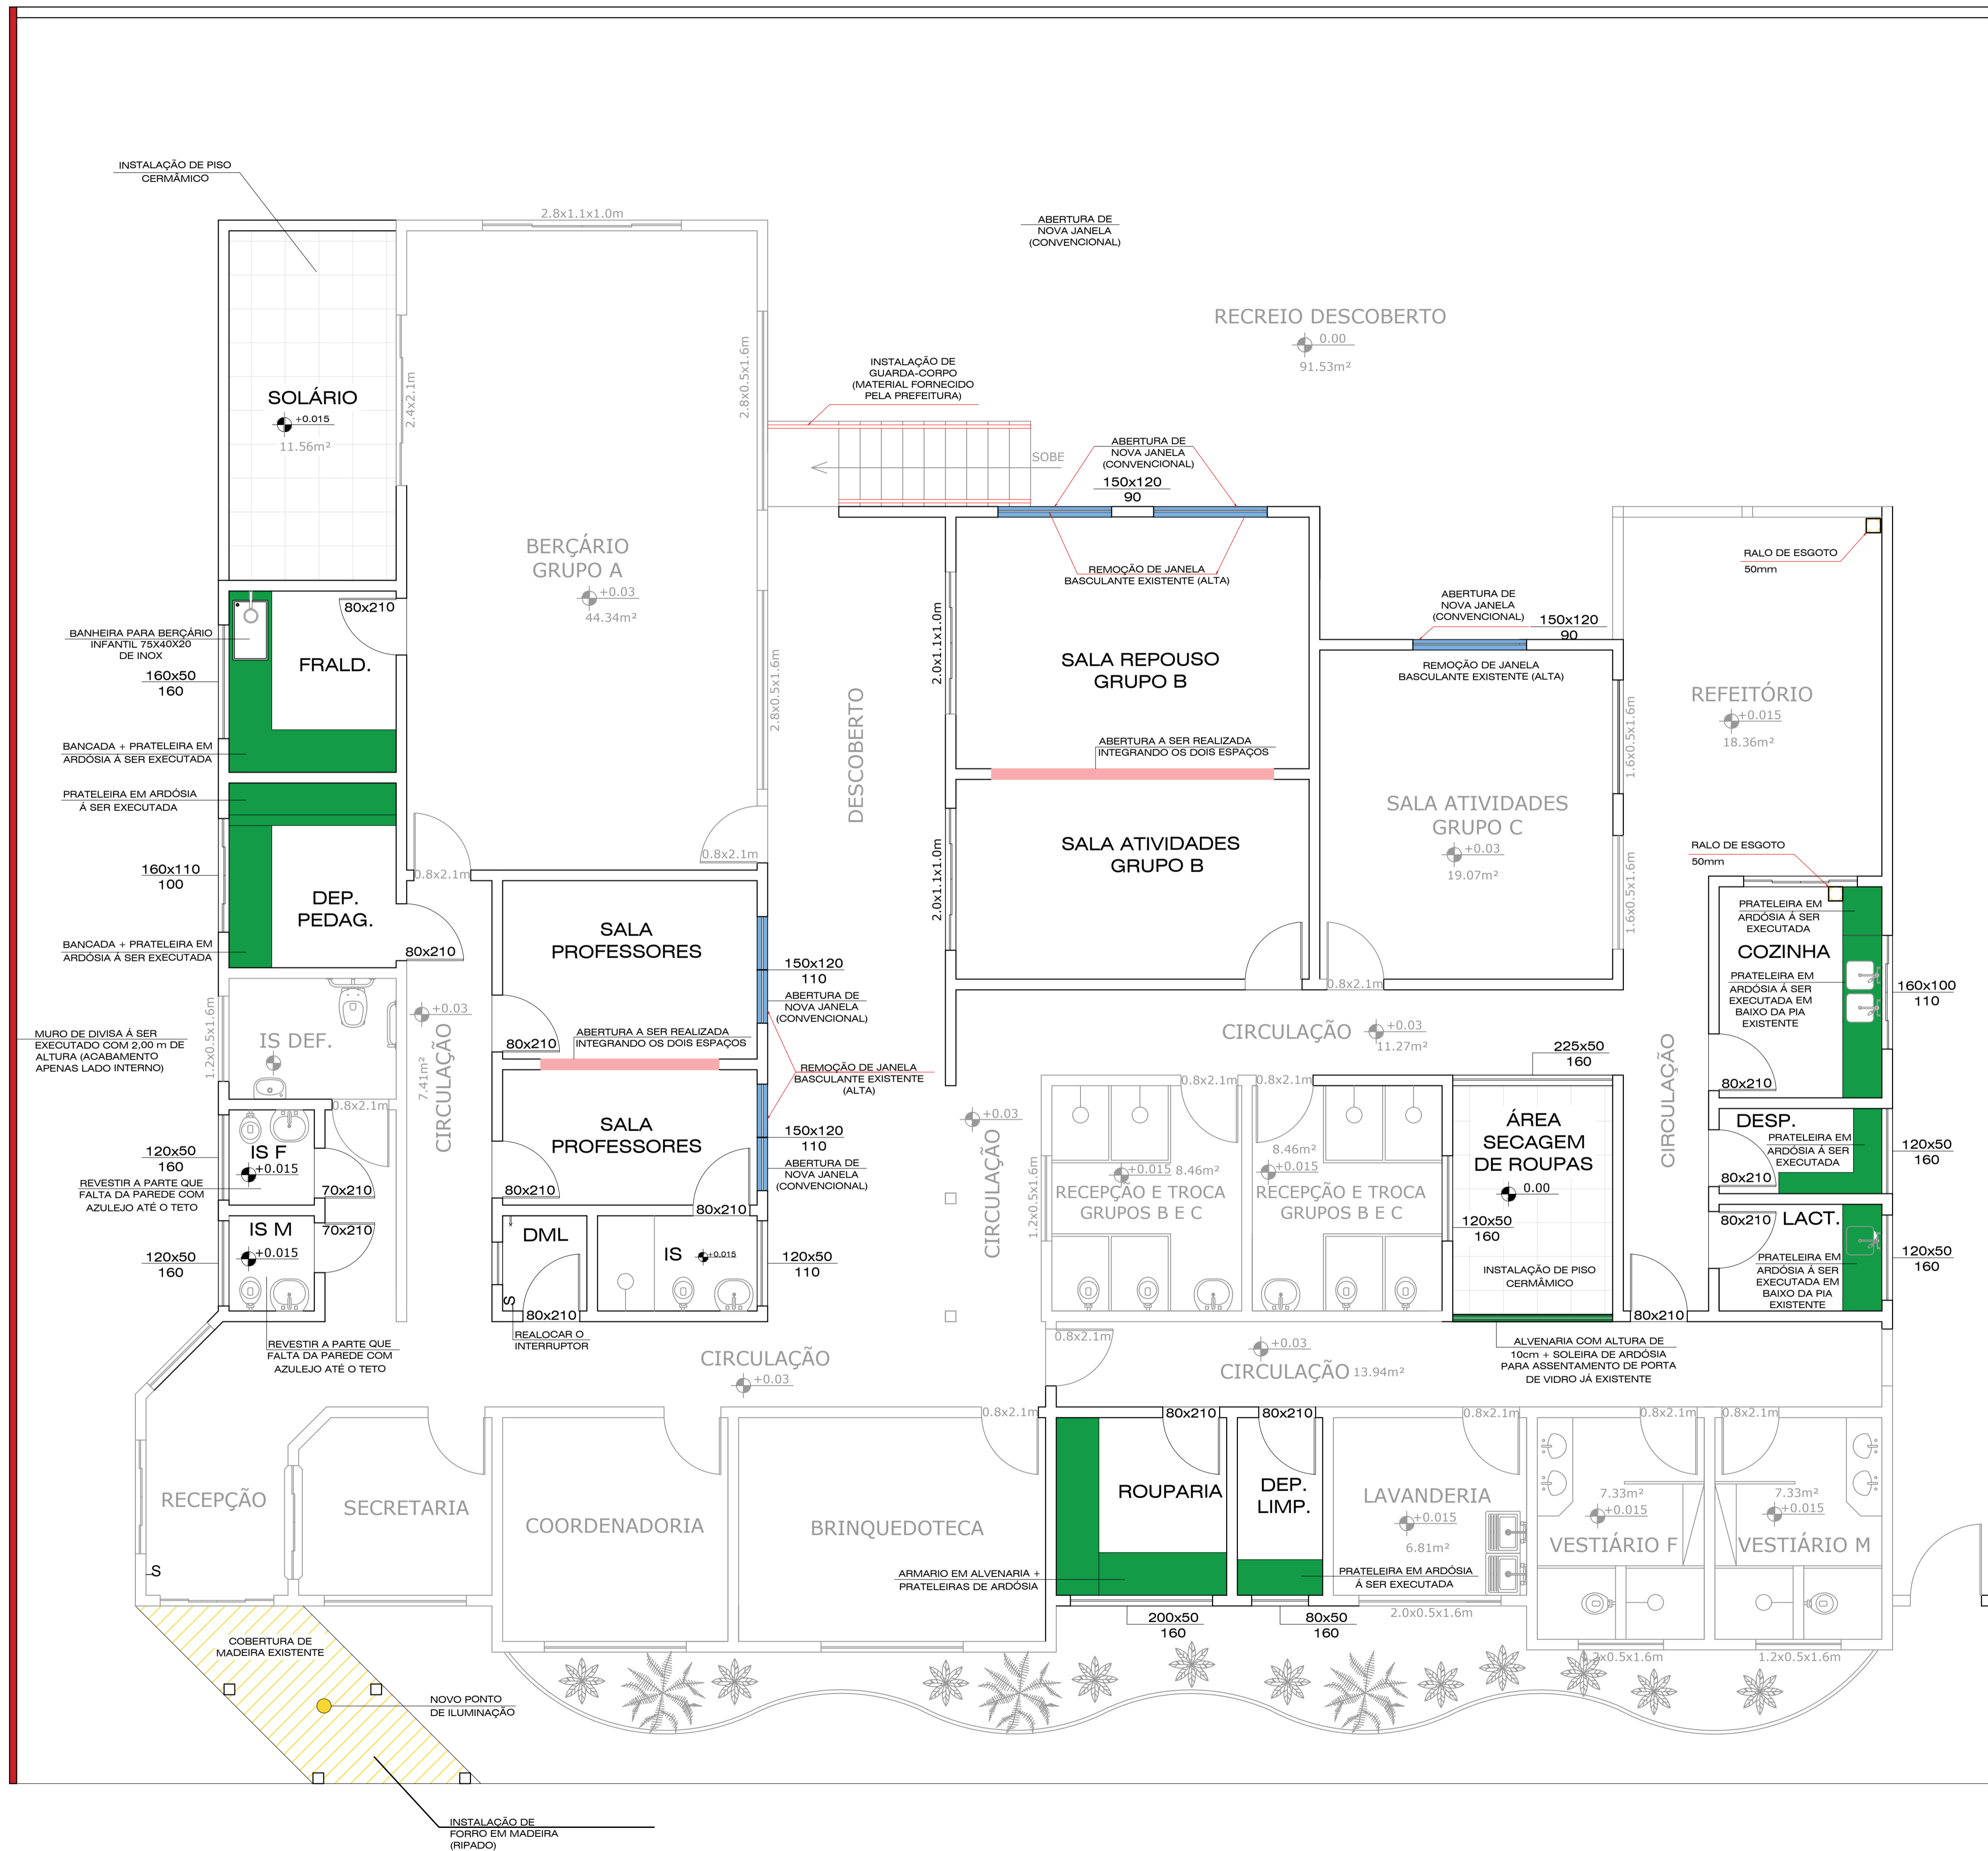 INSTALAÇÃO DE PISO
CERMÂMICO
2.8x1.1x1.0m
ABERTURA DE
NOVA JANELA
(CONVENCIONAL)
RECREIO DESCOBERTO
0.00
91.53m²
SOLÁRIO
+0.015
11.56m²
2.4x2.1m
2.8x0.5x1.6m
INSTALAÇÃO DE
GUARDA-CORPO
(MATERIAL FORNECIDO
PELA PREFEITURA)
SOBE
ABERTURA DE
NOVA JANELA
(CONVENCIONAL)
150x120
90
REMOÇÃO DE JANELA
BASCULANTE EXISTENTE (ALTA)
BERÇÁRIO
GRUPO A
+0.03
44.34m²
RALO DE ESGOTO
50mm
80x210
BANHEIRA PARA BERÇÁRIO
INFANTIL 75X40X20
DE INOX
FRALD.
160x50
160
BANCADA + PRATELEIRA EM
ARDÓSIA Á SER EXECUTADA
2.8x0.5x1.6m
DESCOBERTO
2.0x1.1x1.0m
SALA REPOUSO
GRUPO B
ABERTURA DE
NOVA JANELA
(CONVENCIONAL)
150x120
90
REMOÇÃO DE JANELA
BASCULANTE EXISTENTE (ALTA)
1.6x0.5x1.6m
REFEITÓRIO
+0.015
18.36m²
ABERTURA A SER REALIZADA
INTEGRANDO OS DOIS ESPAÇOS
PRATELEIRA EM ARDÓSIA
Á SER EXECUTADA
160x110
100
DEP.
PEDAG.
BANCADA + PRATELEIRA EM
ARDÓSIA Á SER EXECUTADA
80x210
0.8x2.1m
0.8x2.1m
SALA ATIVIDADES
GRUPO B
2.0x1.1x1.0m
SALA ATIVIDADES
GRUPO C
+0.03
19.07m²
1.6x0.5x1.6m
0.8x2.1m
RALO DE ESGOTO
50mm
PRATELEIRA EM
ARDÓSIA Á SER
EXECUTADA
COZINHA
PRATELEIRA EM
ARDÓSIA Á SER
EXECUTADA EM
BAIXO DA PIA
EXISTENTE
160x100
110
80x210
SALA
PROFESSORES
150x120
110
ABERTURA DE
NOVA JANELA
(CONVENCIONAL)
80x210
ABERTURA A SER REALIZADA
INTEGRANDO OS DOIS ESPAÇOS
REMOÇÃO DE JANELA
BASCULANTE EXISTENTE
(ALTA)
MURO DE DIVISA Á SER
EXECUTADO COM 2,00 m DE
ALTURA (ACABAMENTO
APENAS LADO INTERNO)
1.2x0.5x1.6m
IS DEF.
0.8x2.1m
+0.03
CIRCULAÇÃO
7.41m²
CIRCULAÇÃO
+0.03
11.27m²
225x50
160
CIRCULAÇÃO
SALA
PROFESSORES
150x120
110
ABERTURA DE
NOVA JANELA
(CONVENCIONAL)
80x210
80x210
120x50
160
IS F
+0.015
70x210
REVESTIR A PARTE QUE
FALTA DA PAREDE COM
AZULEJO ATÉ O TETO
IS M
+0.015
70x210
120x50
160
REVESTIR A PARTE QUE
FALTA DA PAREDE COM
AZULEJO ATÉ O TETO
DML
S
80x210
REALOCAR O
INTERRUPTOR
IS
+0.015
120x50
110
+0.03
CIRCULAÇÃO
1.2x0.5x1.6m
0.8x2.1m
0.8x2.1m
+0.015 8.46m²
RECEPÇÃO E TROCA
GRUPOS B E C
8.46m²
+0.015
RECEPÇÃO E TROCA
GRUPOS B E C
ÁREA
SECAGEM
DE ROUPAS
0.00
120x50
160
INSTALAÇÃO DE PISO
CERMÂMICO
DESP.
PRATELEIRA EM
ARDÓSIA Á SER
EXECUTADA
80x210
120x50
160
80x210
LACT.
PRATELEIRA EM
ARDÓSIA Á SER
EXECUTADA EM
BAIXO DA PIA
EXISTENTE
120x50
160
80x210
ALVENARIA COM ALTURA DE
10cm + SOLEIRA DE ARDÓSIA
PARA ASSENTAMENTO DE PORTA
DE VIDRO JÁ EXISTENTE
0.8x2.1m
+0.03
CIRCULAÇÃO 13.94m²
CIRCULAÇÃO
+0.03
0.8x2.1m
80x210
80x210
0.8x2.1m
0.8x2.1m
0.8x2.1m
RECEPÇÃO
S
SECRETARIA
COORDENADORIA
BRINQUEDOTECA
ROUPARIA
ARMARIO EM ALVENARIA +
PRATELEIRAS DE ARDÓSIA
DEP.
LIMP.
PRATELEIRA EM ARDÓSIA
Á SER EXECUTADA
LAVANDERIA
+0.015
6.81m²
7.33m²
+0.015
VESTIÁRIO F
7.33m²
+0.015
VESTIÁRIO M
200x50
160
80x50
160
2.0x0.5x1.6m
1.2x0.5x1.6m
1.2x0.5x1.6m
COBERTURA DE
MADEIRA EXISTENTE
NOVO PONTO
DE ILUMINAÇÃO
INSTALAÇÃO DE
FORRO EM MADEIRA
(RIPADO)